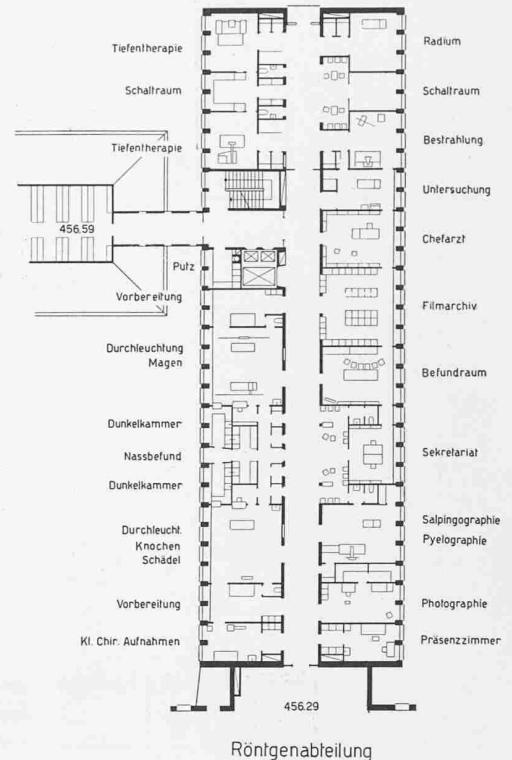 Tiefentherapie
Schaltraum
Tiefentherapie
456.59
Putz
Vorbereitung
Durchleuchtung
Magen
Dunkelkammer
Nassbefund
Dunkelkammer
Durchleucht.
Knochen
Schädel
Vorbereitung
Kl. Chir. Aufnahmen
Radium
Schaltraum
Bestrahlung
Untersuchung
Chefarzt
Filmarchiv
Befundraum
Sekretariat
Salpingographie
Pyelographie
Photographie
Präsenzzimmer
456.29
Röntgenabteilung